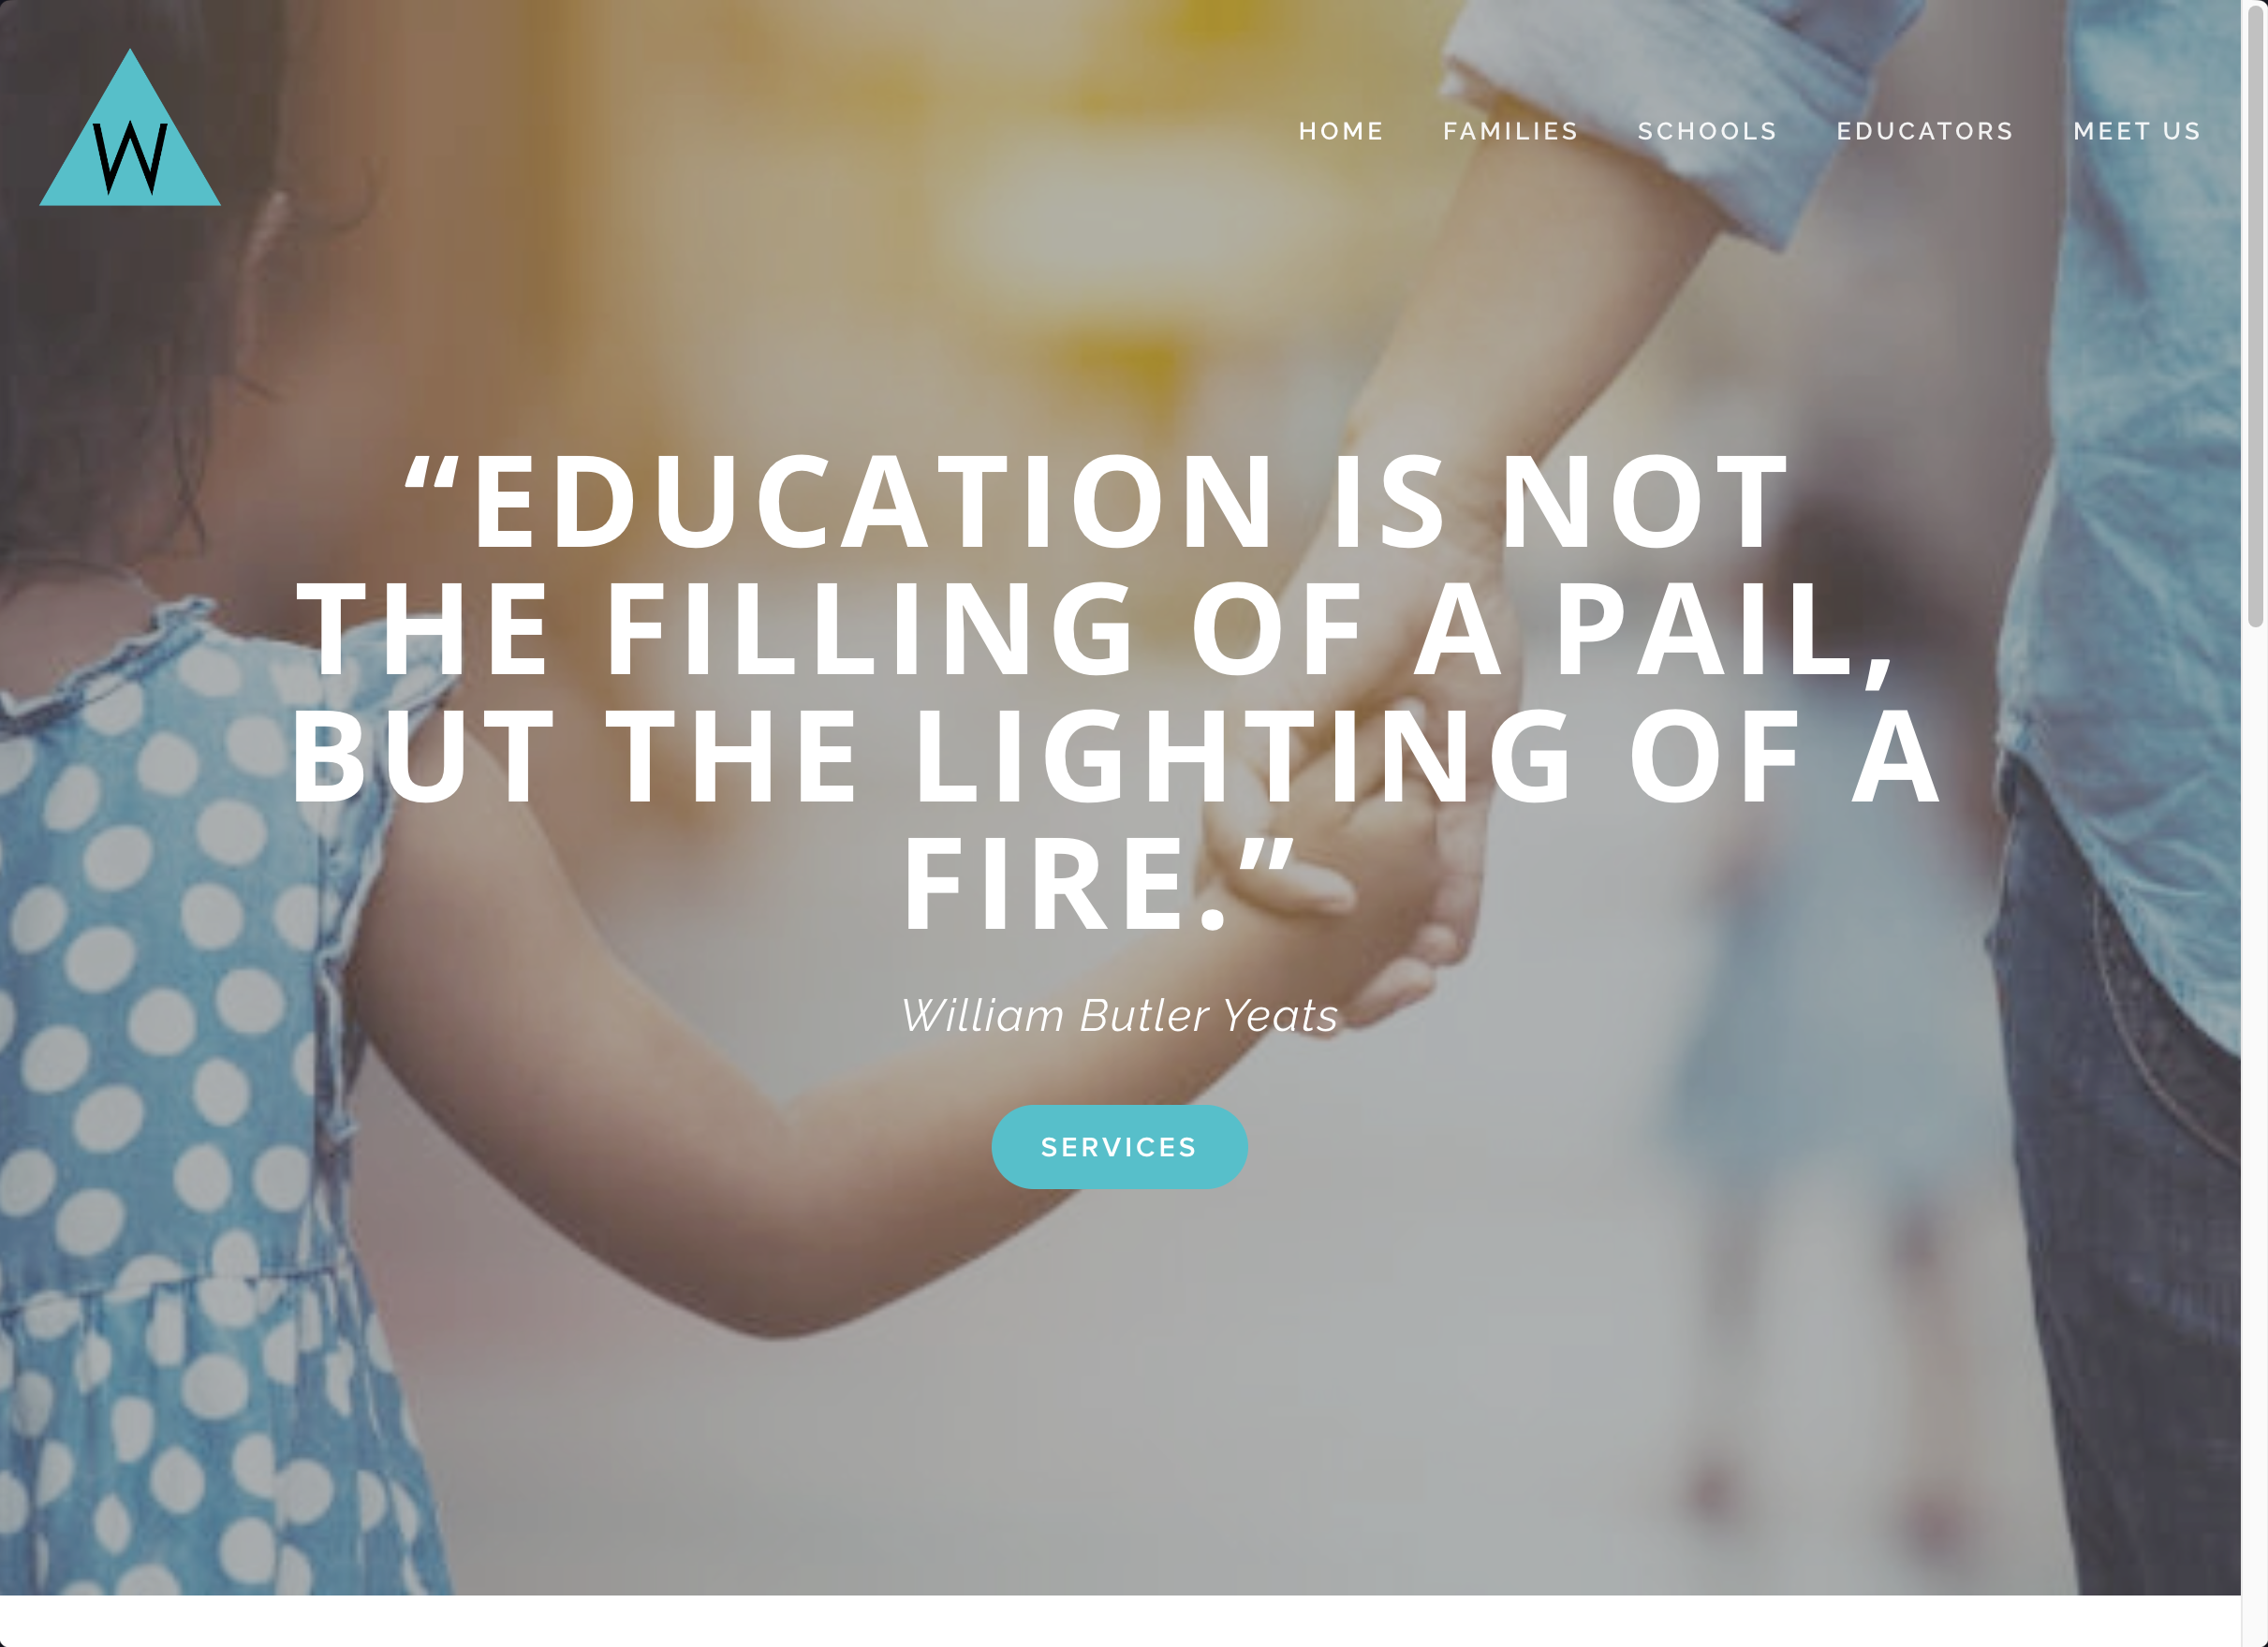 W
HOME FAMILIES SCHOOLS EDUCATORS MEET US
“EDUCATION IS NOT
THE FILLING OF A PAIL,
BUT THE LIGHTING OF A
FIRE.”
William Butler Yeats
SERVICES